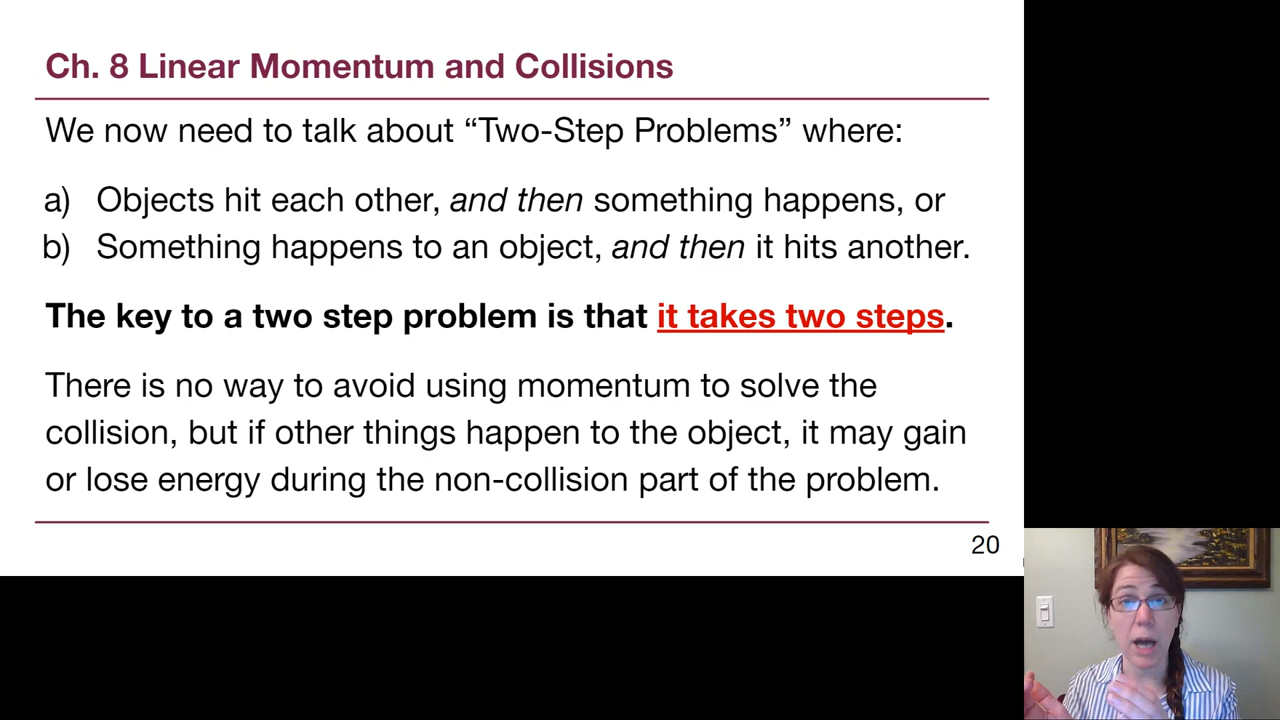 Ch. 8 Linear Momentum and Collisions
We now need to talk about “Two-Step Problems” where:
a) Objects hit each other, and then something happens, or
b) Something happens to an object, and then it hits another.
The key to a two step problem is that it takes two steps.
There is no way to avoid using momentum to solve the
collision, but if other things happen to the object, it may gain
or lose energy during the non-collision part of the problem.
20